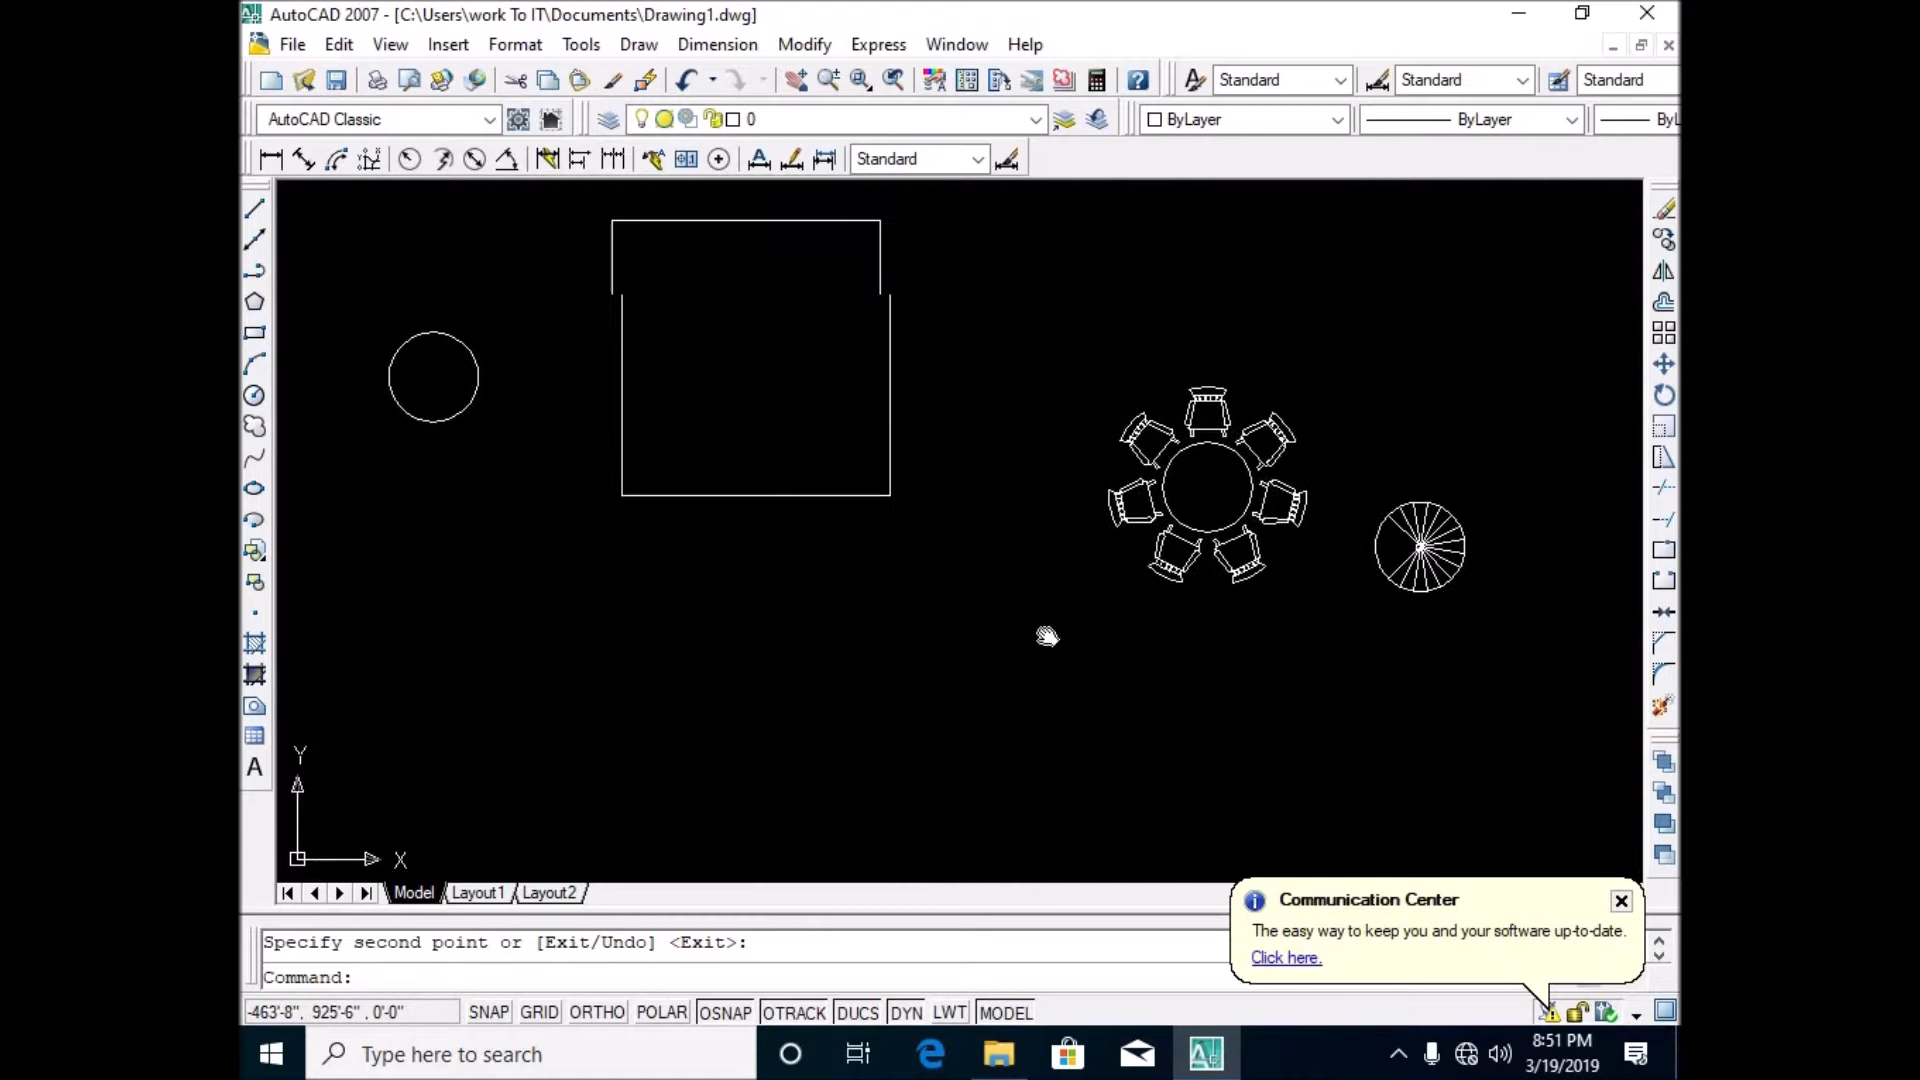 AutoCAD 2007 - [C:\Users\work To IT\Documents\Drawing1.dwg]
File Edit View Insert Format Tools Draw Dimension Modify Express Window Help
Standard Standard Standard
AutoCAD Classic 0 ByLayer ByLayer
Standard
Y
X
Model Layout1 Layout2
Communication Center
The easy way to keep you and your software up-to-date.
Click here.
Specify second point or [Exit/Undo] <Exit>:
Command:
-463'-8", 925'-6" , 0'-0" SNAP GRID ORTHO POLAR OSNAP OTRACK DUCS DYN LWT MODEL
Type here to search
8:51 PM
3/19/2019